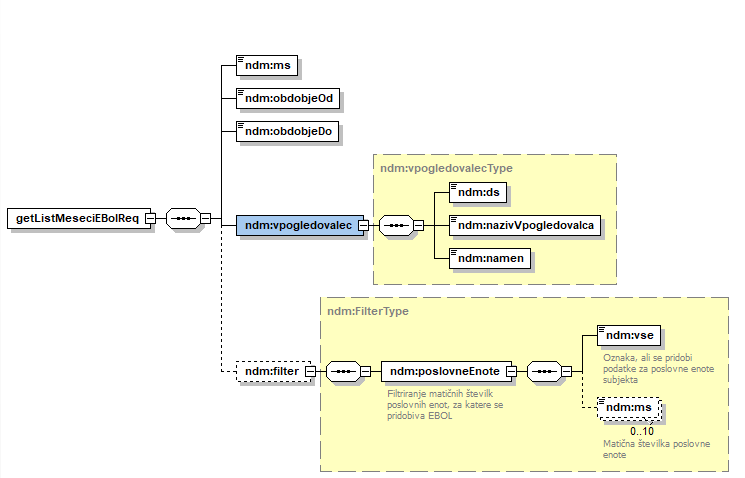 ndm:ms
ndm:obdobjeOd
ndm:obdobjeDo
ndm:vpogledovalecType
ndm:ds
getListMeseciEBolReq
ndm:vpogledovalec
ndm:nazivVpogledovalca
ndm:namen
ndm:FilterType
ndm:vse
Oznaka, ali se pridobi
podatke za poslovne enote
subjekta
ndm:filter
ndm:poslovneEnote
Filtriranje matičnih številk
poslovnih enot, za katere se
pridobiva EBOL
ndm:ms
0..10
Matična številka poslovne
enote